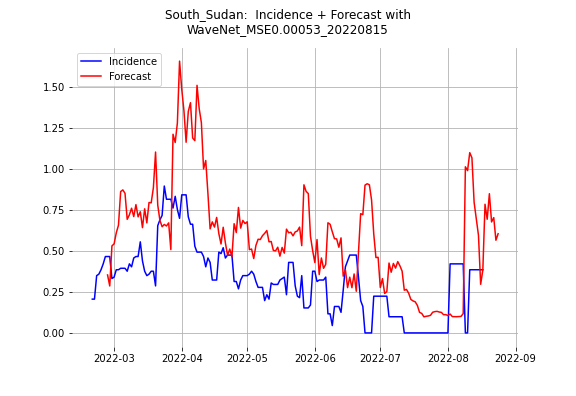 South_Sudan:  Incidence + Forecast with
WaveNet_MSE0.00053_20220815
Incidence
Forecast
1.50
1.25
1.00
0.75
0.50
0.25
0.00
2022-03 2022-04 2022-05 2022-06 2022-07 2022-08 2022-09